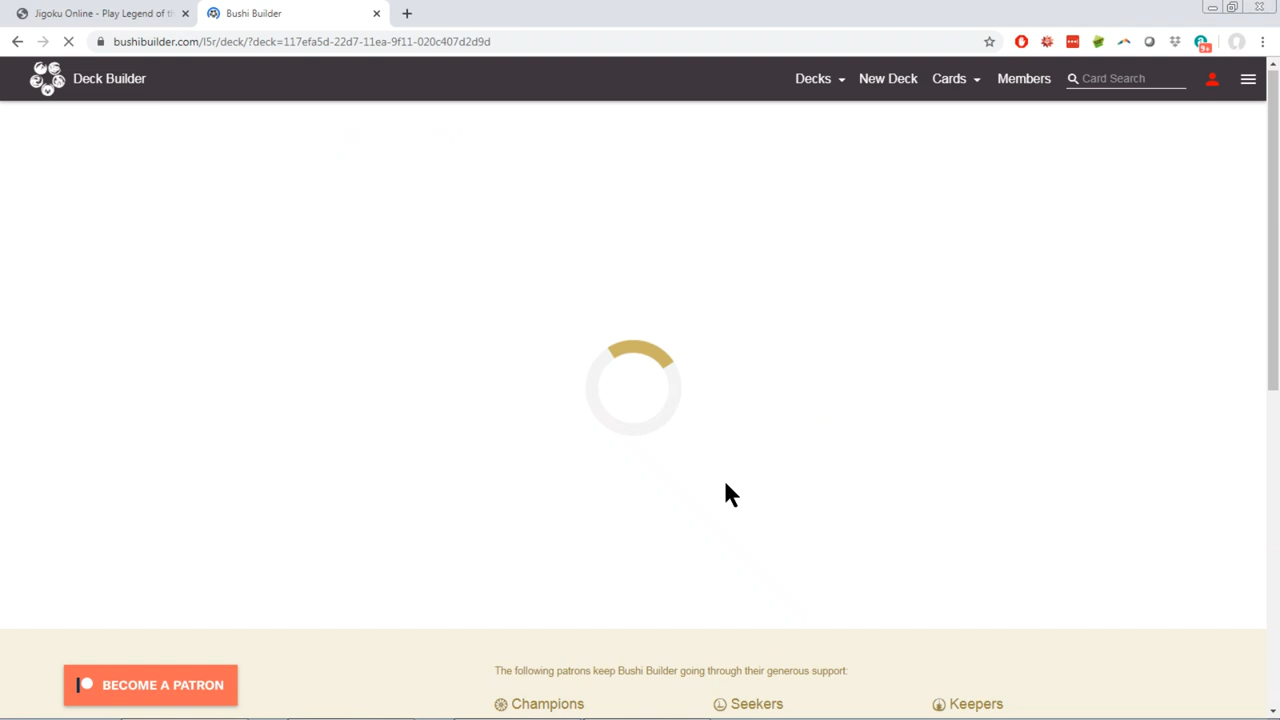 Jigoku Online - Play Legend of th
Bushi Builder
bushibuilder.com/l5r/deck/?deck=117efa5d-22d7-11ea-9f11-020c407d2d9d
9+
Deck Builder
Decks
New Deck
Cards
Members
Card Search
BECOME A PATRON
The following patrons keep Bushi Builder going through their generous support:
Champions
Seekers
Keepers